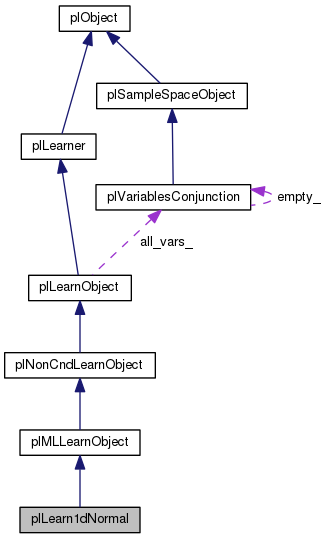 plObject
plSampleSpaceObject
plLearner
plVariablesConjunction
empty_
all_vars_
plLearnObject
plNonCndLearnObject
plMLLearnObject
plLearn1dNormal